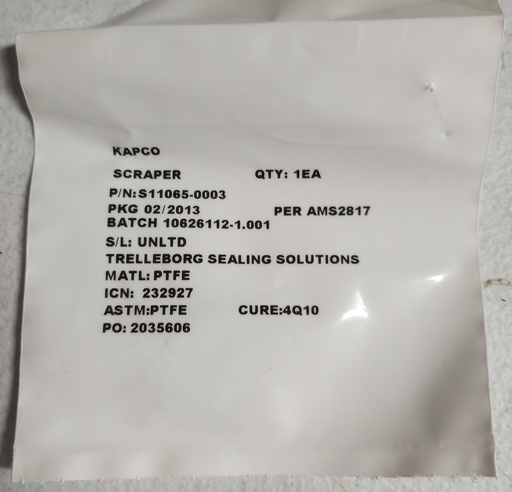 KAPCO
SCRAPER QTY: 1EA
P/N:S11065-0003
PKG 02/2013 PER AMS2817
BATCH 10626112-1.001
S/L: UNLTD
TRELLEBORG SEALING SOLUTIONS
MATL: PTFE
ICN: 232927
ASTM:PTFE CURE:4Q10
PO: 2035606